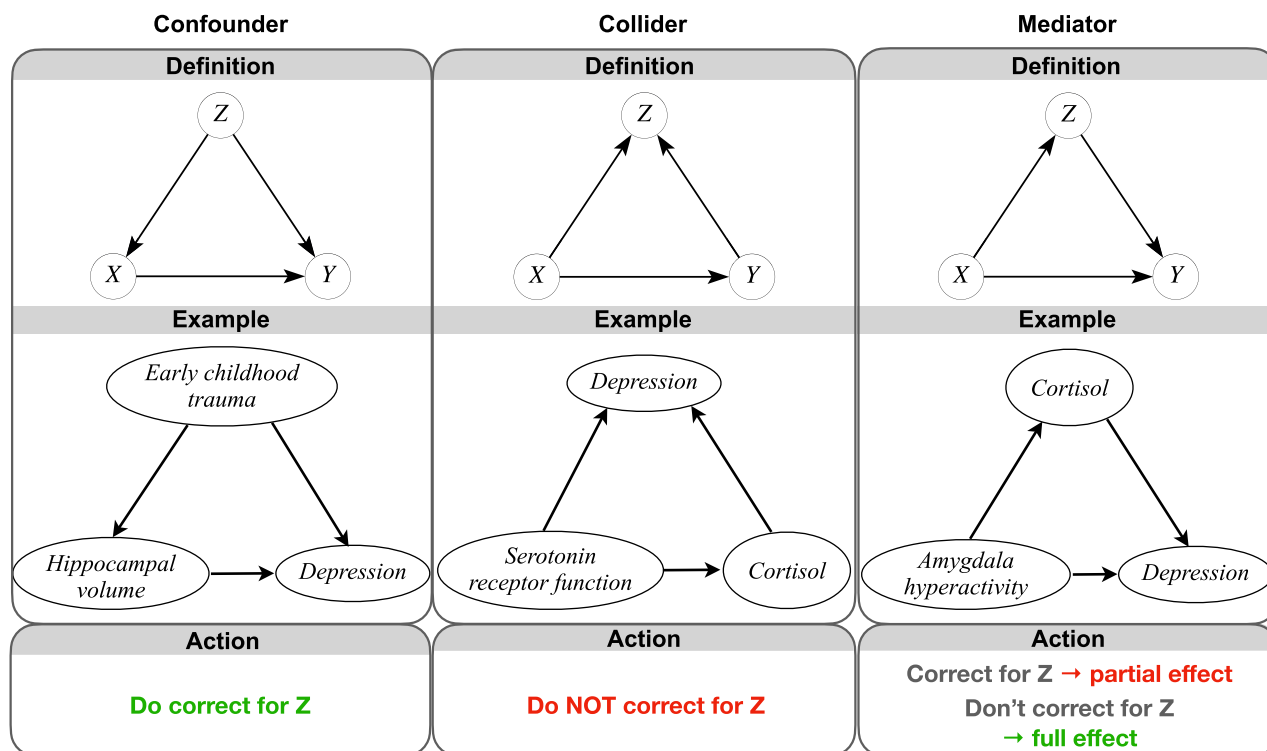 Confounder
Definition
Z
X
Y
Example
Early childhood
trauma
Hippocampal
volume
Depression
Action
Do correct for Z
Collider
Definition
Z
X
Y
Example
Depression
Serotonin
receptor function
Cortisol
Action
Do NOT correct for Z
Mediator
Definition
Z
X
Y
Example
Cortisol
Amygdala
hyperactivity
Depression
Action
Correct for Z → partial effect
Don’t correct for Z
→ full effect